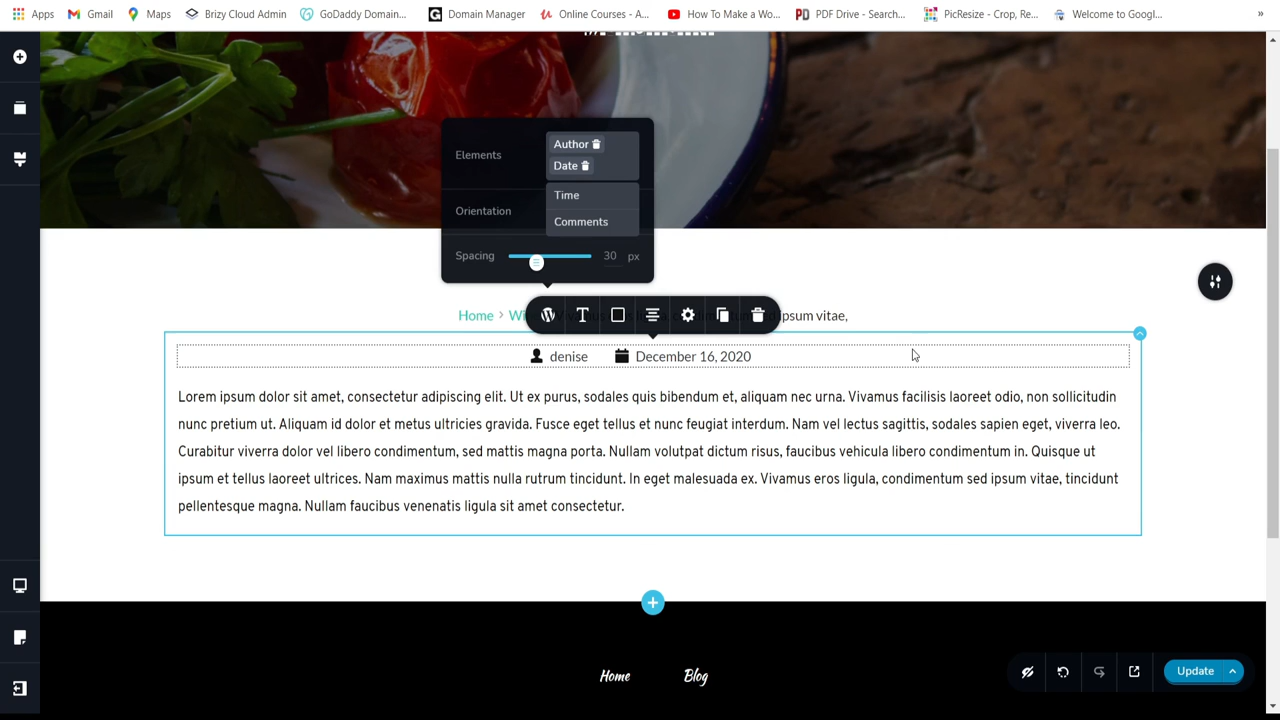 Apps Gmail Maps Brizy Cloud Admin GoDaddy Domain... Domain Manager Online Courses - A... How To Make a Wo... PDF Drive - Search... PicResize - Crop, Re... Welcome to Googl... »
Elements
Author
Date
Time
Comments
Orientation
Spacing 30 px
Home > ipsum vitae,
denise December 16, 2020
Lorem ipsum dolor sit amet, consectetur adipiscing elit. Ut ex purus, sodales quis bibendum et, aliquam nec urna. Vivamus facilisis laoreet odio, non sollicitudin
nunc pretium ut. Aliquam id dolor et metus ultricies gravida. Fusce eget tellus et nunc feugiat interdum. Nam vel lectus sagittis, sodales sapien eget, viverra leo.
Curabitur viverra dolor vel libero condimentum, sed mattis magna porta. Nullam volutpat dictum risus, faucibus vehicula libero condimentum in. Quisque ut
ipsum et tellus laoreet ultrices. Nam maximus mattis nulla rutrum tincidunt. In eget malesuada ex. Vivamus eros ligula, condimentum sed ipsum vitae, tincidunt
pellentesque magna. Nullam faucibus venenatis ligula sit amet consectetur.
Home Blog
Update